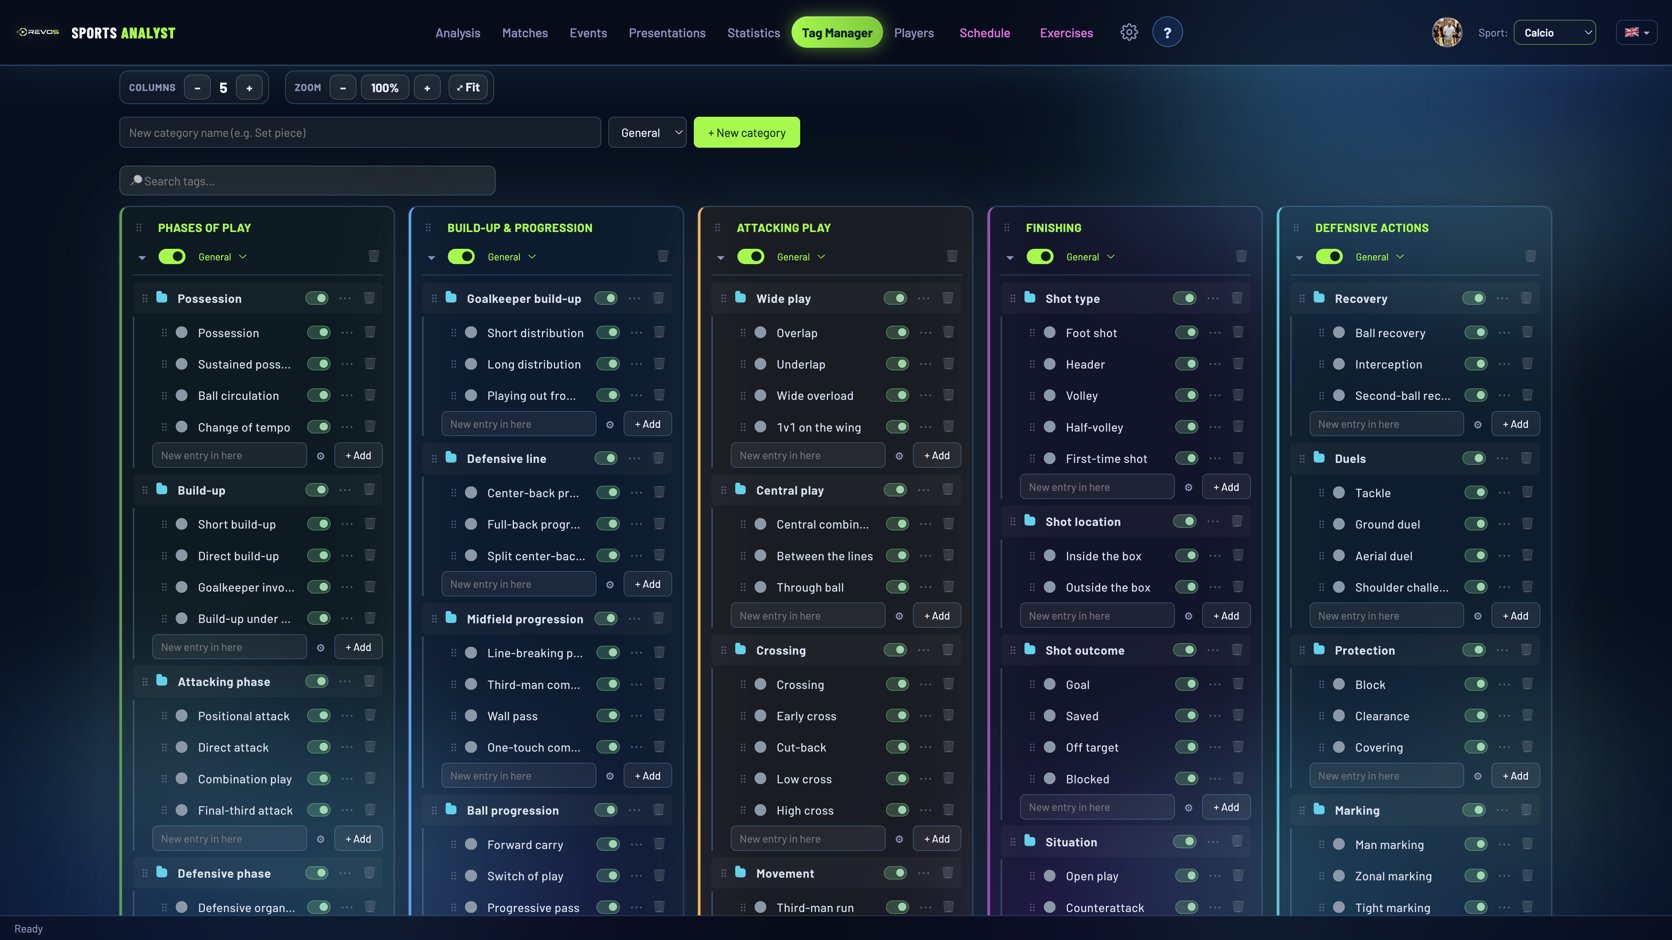 REVOS SPORTS ANALYST
Analysis Matches Events Presentations Statistics Tag Manager Players Schedule Exercises ? Sport: Calcio
COLUMNS - 5 + ZOOM - 100% + Fit
New category name (e.g. Set piece) General + New category
Search tags...
PHASES OF PLAY
General
Possession
Possession
Sustained poss...
Ball circulation
Change of tempo
New entry in here + Add
Build-up
Short build-up
Direct build-up
Goalkeeper invo...
Build-up under ...
New entry in here + Add
Attacking phase
Positional attack
Direct attack
Combination play
Final-third attack
New entry in here + Add
Defensive phase
Defensive organ...
BUILD-UP & PROGRESSION
General
Goalkeeper build-up
Short distribution
Long distribution
Playing out fro...
New entry in here + Add
Defensive line
Center-back pr...
Full-back progr...
Split center-bac...
New entry in here + Add
Midfield progression
Line-breaking p...
Third-man com...
Wall pass
One-touch com...
New entry in here + Add
Ball progression
Forward carry
Switch of play
Progressive pass
ATTACKING PLAY
General
Wide play
Overlap
Underlap
Wide overload
1v1 on the wing
New entry in here + Add
Central play
Central combin...
Between the lines
Through ball
New entry in here + Add
Crossing
Crossing
Early cross
Cut-back
Low cross
High cross
New entry in here + Add
Movement
Third-man run
FINISHING
General
Shot type
Foot shot
Header
Volley
Half-volley
First-time shot
New entry in here + Add
Shot location
Inside the box
Outside the box
New entry in here + Add
Shot outcome
Goal
Saved
Off target
Blocked
New entry in here + Add
Situation
Open play
Counterattack
DEFENSIVE ACTIONS
General
Recovery
Ball recovery
Interception
Second-ball rec...
New entry in here + Add
Duels
Tackle
Ground duel
Aerial duel
Shoulder challe...
New entry in here + Add
Protection
Block
Clearance
Covering
New entry in here + Add
Marking
Man marking
Zonal marking
Tight marking
Ready